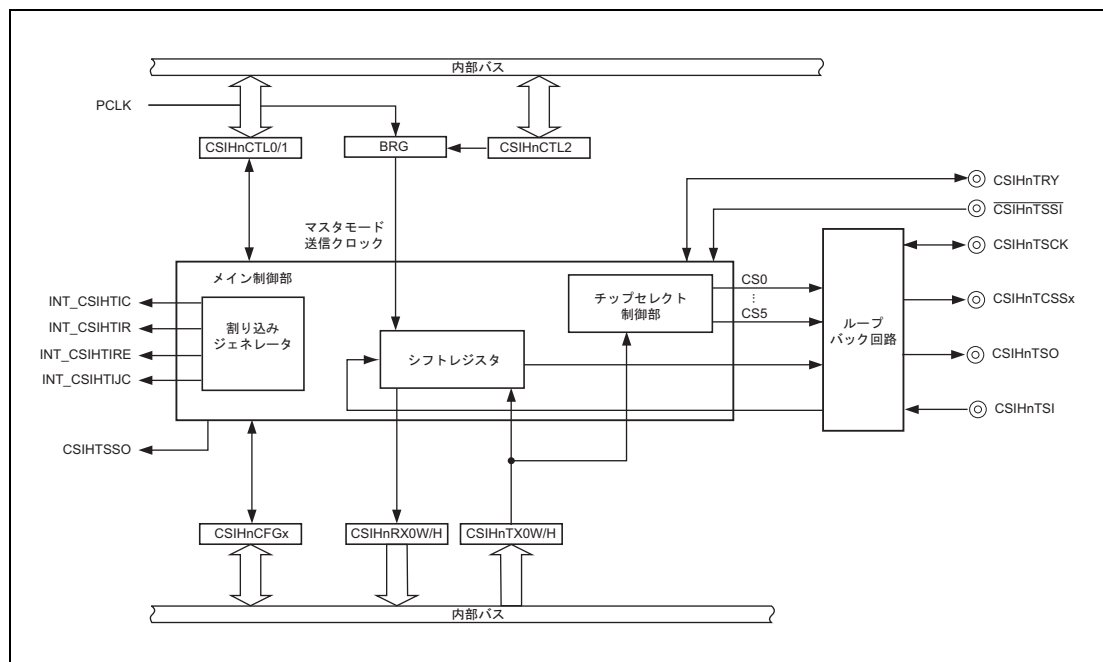 内部バス
PCLK
CSIHnCTL0/1
BRG
CSIHnCTL2
CSIHnTRY
CSIHnTSSI
マスタモード
送信クロック
CSIHnTSCK
メイン制御部
CS0
⋮
CS5
チップセレクト
制御部
INT_CSIHTIC
INT_CSIHTIR
INT_CSIHTIRE
INT_CSIHTIJC
割り込み
ジェネレータ
シフトレジスタ
ループ
バック回路
CSIHnTCSSx
CSIHnTSO
CSIHnTSI
CSIHTSSO
CSIHnCFGx
CSIHnRX0W/H
CSIHnTX0W/H
内部バス